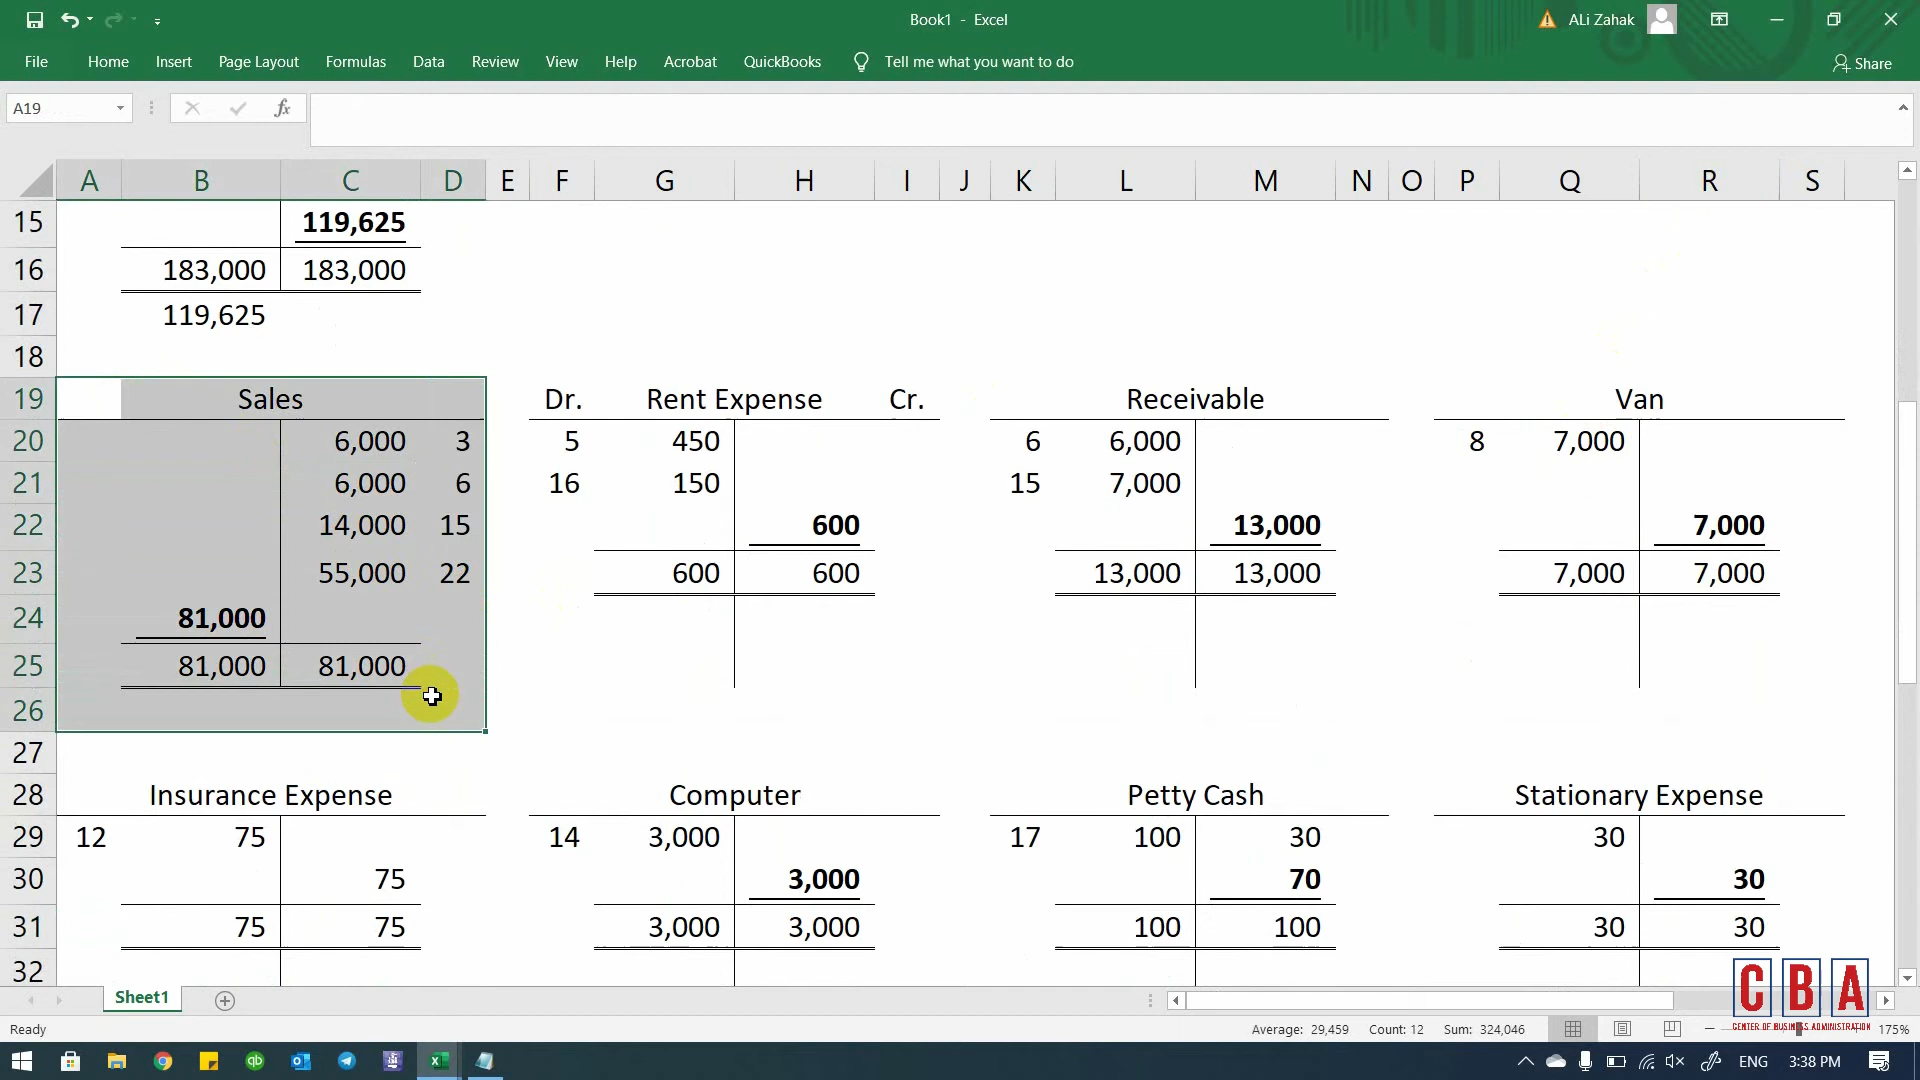 Book1 - Excel
ALi Zahak
File Home Insert Page Layout Formulas Data Review View Help Acrobat QuickBooks Tell me what you want to do
Share
A19
fx
A B C D E F G H I J K L M N O P Q R S
15 119,625
16 183,000 183,000
17 119,625
18
19 Sales Dr. Rent Expense Cr. Receivable Van
20 6,000 3 5 450 6 6,000 8 7,000
21 6,000 6 16 150 15 7,000
22 14,000 15 600 13,000 7,000
23 55,000 22 600 600 13,000 13,000 7,000 7,000
24 81,000
25 81,000 81,000
26
27
28 Insurance Expense Computer Petty Cash Stationary Expense
29 12 75 14 3,000 17 100 30 30
30 75 3,000 70 30
31 75 75 3,000 3,000 100 100 30 30
32
Sheet1
CBA
CENTER OF BUSINESS ADMINISTRATION
Ready Average: 29,459 Count: 12 Sum: 324,046 175%
ENG 3:38 PM